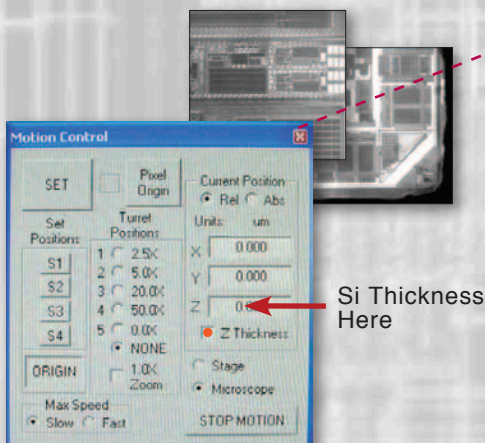 Motion Control
SET
Pixel
Origin
Set
Positions
S1
S2
S3
S4
ORIGIN
Max Speed
Slow
Fast
Turret
Positions
1 2.5X
2 5.0X
3 20.0X
4 50.0X
5 0.0X
NONE
1.0X
Zoom
Current Position
Rel Abs
Units: um
X 0.000
Y 0.000
Z
Z Thickness
Stage
Microscope
STOP MOTION
Si Thickness
Here